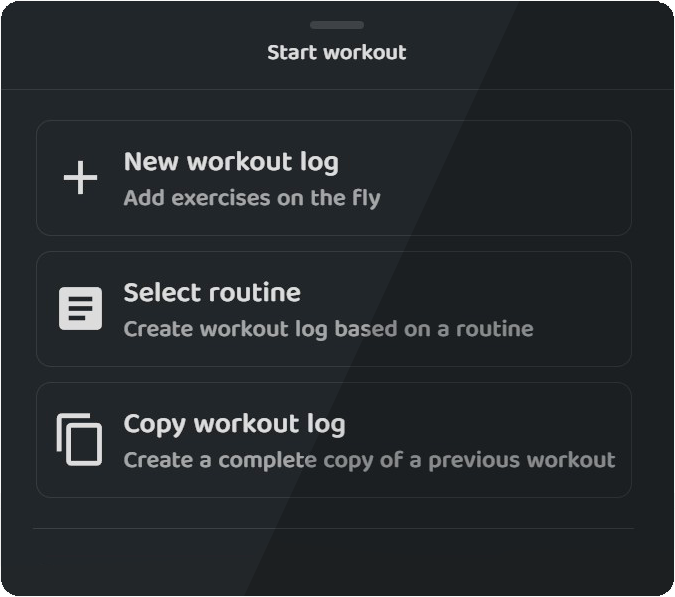 Start workout
New workout log
Add exercises on the fly
Select routine
Create workout log based on a routine
Copy workout log
Create a complete copy of a previous workout